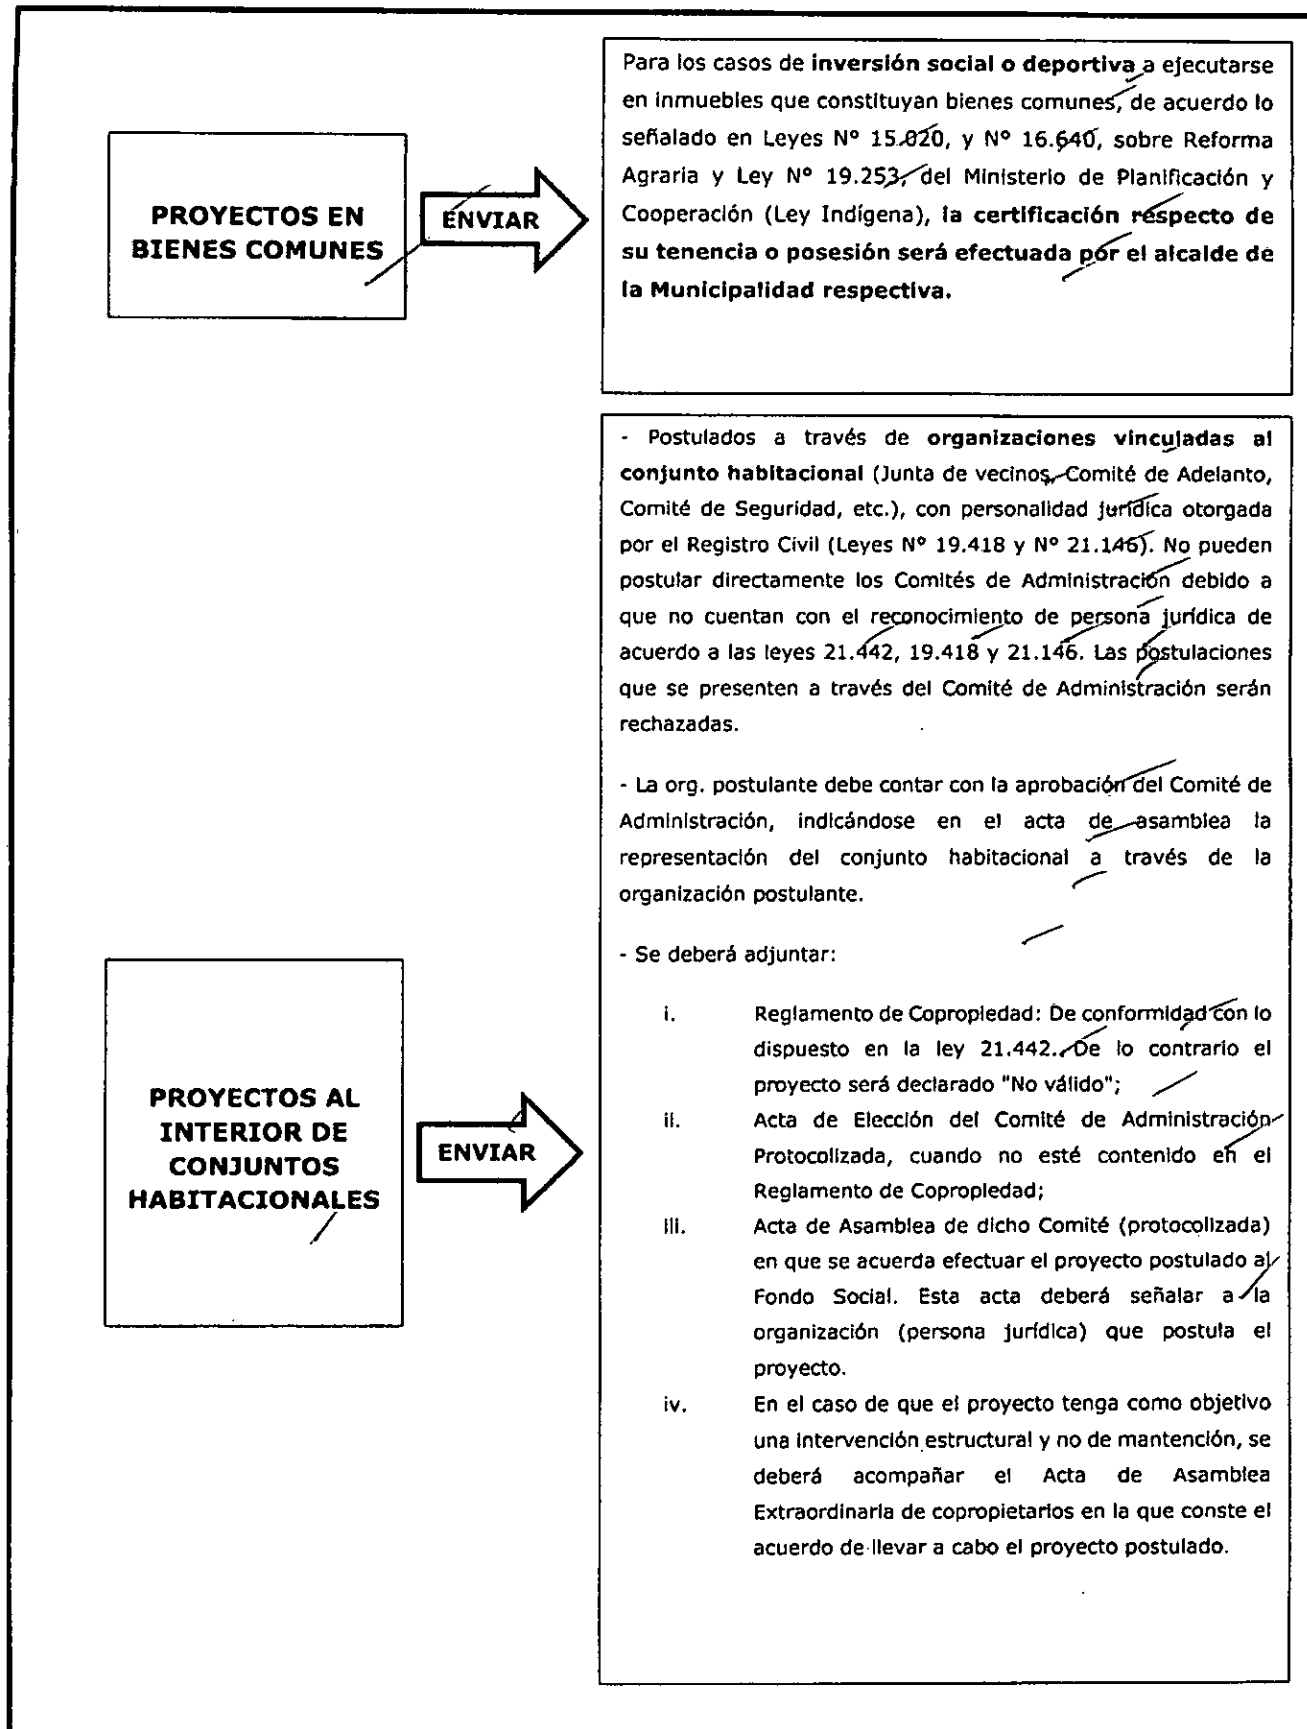 PROYECTOS EN
BIENES COMUNES
ENVIAR
Para los casos de inversión social o deportiva a ejecutarse
en inmuebles que constituyan bienes comunes, de acuerdo lo
señalado en Leyes Nº 15.020, y Nº 16.640, sobre Reforma
Agraria y Ley Nº 19.253, del Ministerio de Planificación y
Cooperación (Ley Indígena), la certificación respecto de
su tenencia o posesión será efectuada por el alcalde de
la Municipalidad respectiva.
PROYECTOS AL
INTERIOR DE
CONJUNTOS
HABITACIONALES
ENVIAR
- Postulados a través de organizaciones vinculadas al
conjunto habitacional (Junta de vecinos, Comité de Adelanto,
Comité de Seguridad, etc.), con personalidad jurídica otorgada
por el Registro Civil (Leyes Nº 19.418 y Nº 21.146). No pueden
postular directamente los Comités de Administración debido a
que no cuentan con el reconocimiento de persona jurídica de
acuerdo a las leyes 21.442, 19.418 y 21.146. Las postulaciones
que se presenten a través del Comité de Administración serán
rechazadas.
- La org. postulante debe contar con la aprobación del Comité de
Administración, indicándose en el acta de asamblea la
representación del conjunto habitacional a través de la
organización postulante.
- Se deberá adjuntar:
i. Reglamento de Copropiedad: De conformidad con lo
dispuesto en la ley 21.442. De lo contrario el
proyecto será declarado "No válido";
ii. Acta de Elección del Comité de Administración
Protocolizada, cuando no esté contenido en el
Reglamento de Copropiedad;
iii. Acta de Asamblea de dicho Comité (protocolizada)
en que se acuerda efectuar el proyecto postulado al
Fondo Social. Esta acta deberá señalar a la
organización (persona jurídica) que postula el
proyecto.
iv. En el caso de que el proyecto tenga como objetivo
una intervención estructural y no de mantención, se
deberá acompañar el Acta de Asamblea
Extraordinaria de copropietarios en la que conste el
acuerdo de llevar a cabo el proyecto postulado.